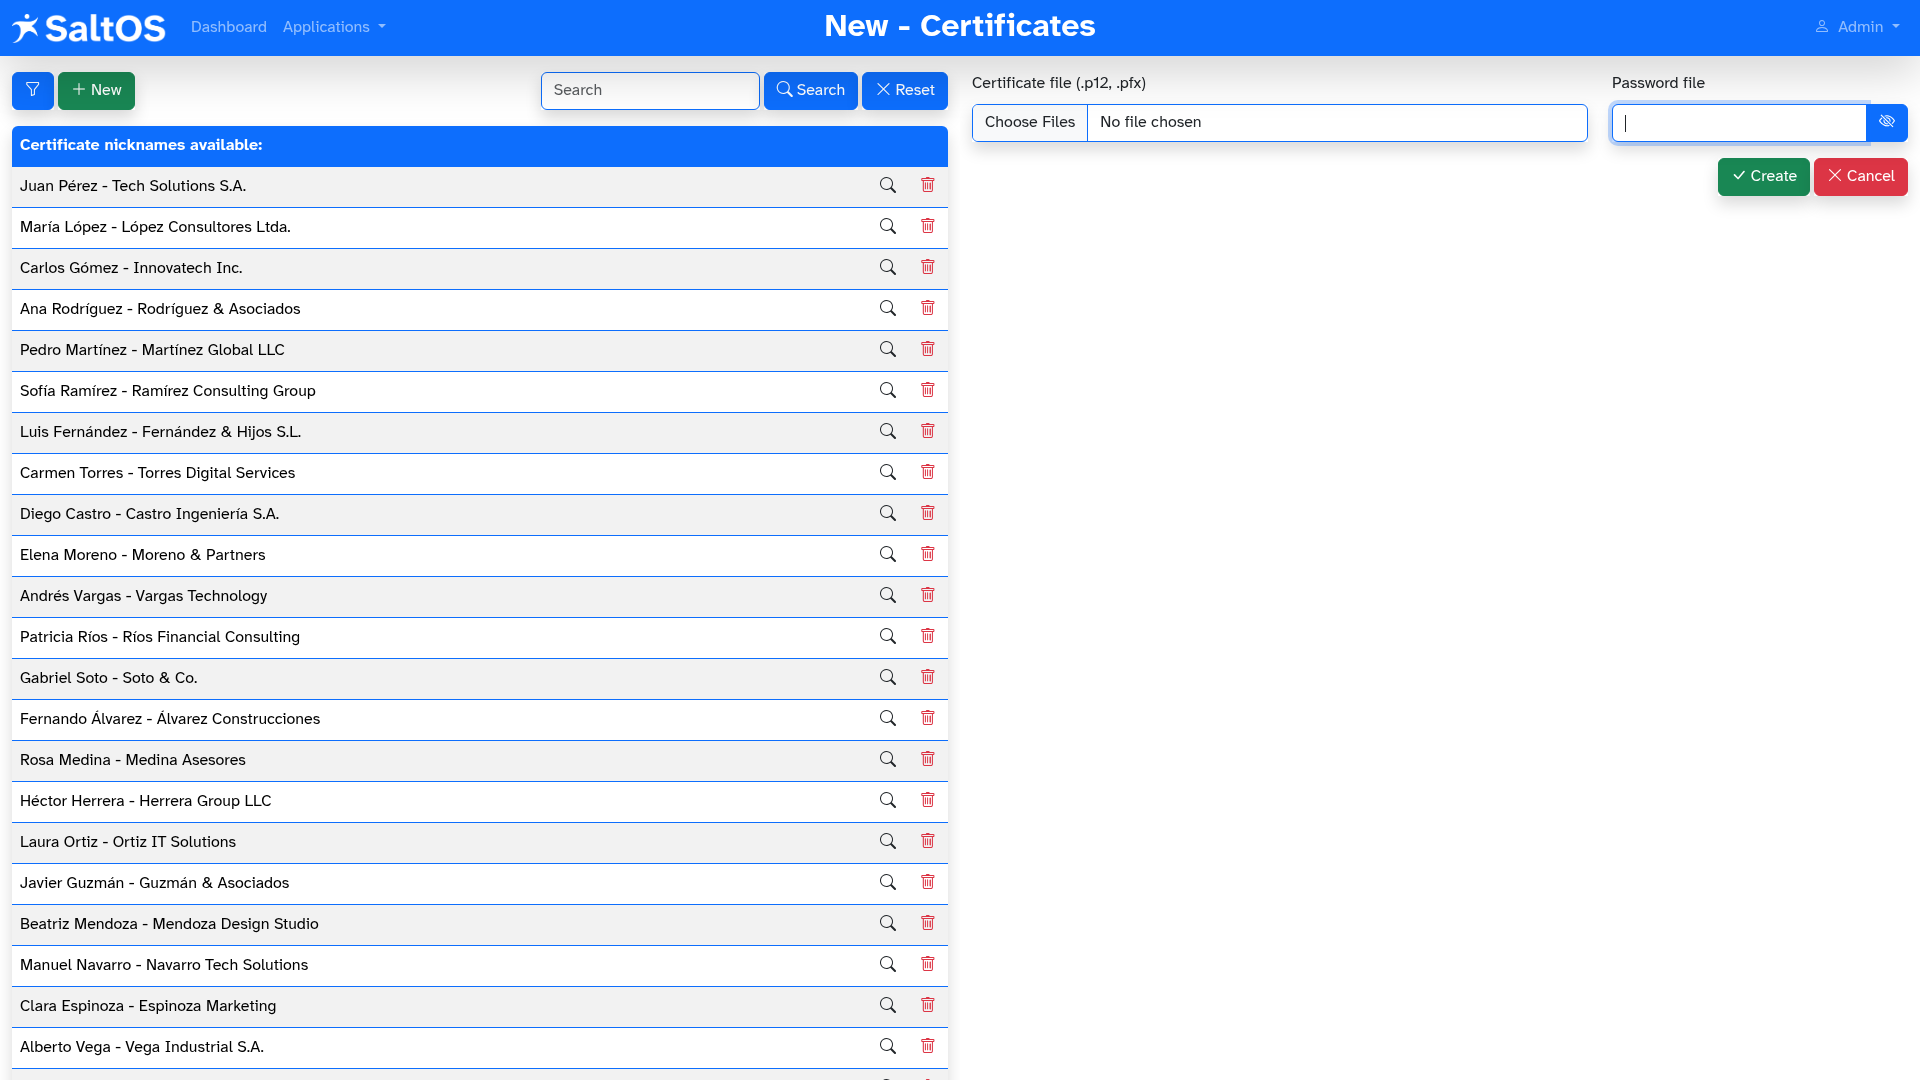 SaltOS
Dashboard
Applications
New - Certificates
Admin
New
Search
Search
Reset
Certificate nicknames available:
Juan Pérez - Tech Solutions S.A.
María López - López Consultores Ltda.
Carlos Gómez - Innovatech Inc.
Ana Rodríguez - Rodríguez & Asociados
Pedro Martínez - Martínez Global LLC
Sofía Ramírez - Ramírez Consulting Group
Luis Fernández - Fernández & Hijos S.L.
Carmen Torres - Torres Digital Services
Diego Castro - Castro Ingeniería S.A.
Elena Moreno - Moreno & Partners
Andrés Vargas - Vargas Technology
Patricia Ríos - Ríos Financial Consulting
Gabriel Soto - Soto & Co.
Fernando Álvarez - Álvarez Construcciones
Rosa Medina - Medina Asesores
Héctor Herrera - Herrera Group LLC
Laura Ortiz - Ortiz IT Solutions
Javier Guzmán - Guzmán & Asociados
Beatriz Mendoza - Mendoza Design Studio
Manuel Navarro - Navarro Tech Solutions
Clara Espinoza - Espinoza Marketing
Alberto Vega - Vega Industrial S.A.
Certificate file (.p12, .pfx)
Choose Files
No file chosen
Password file
Create
Cancel